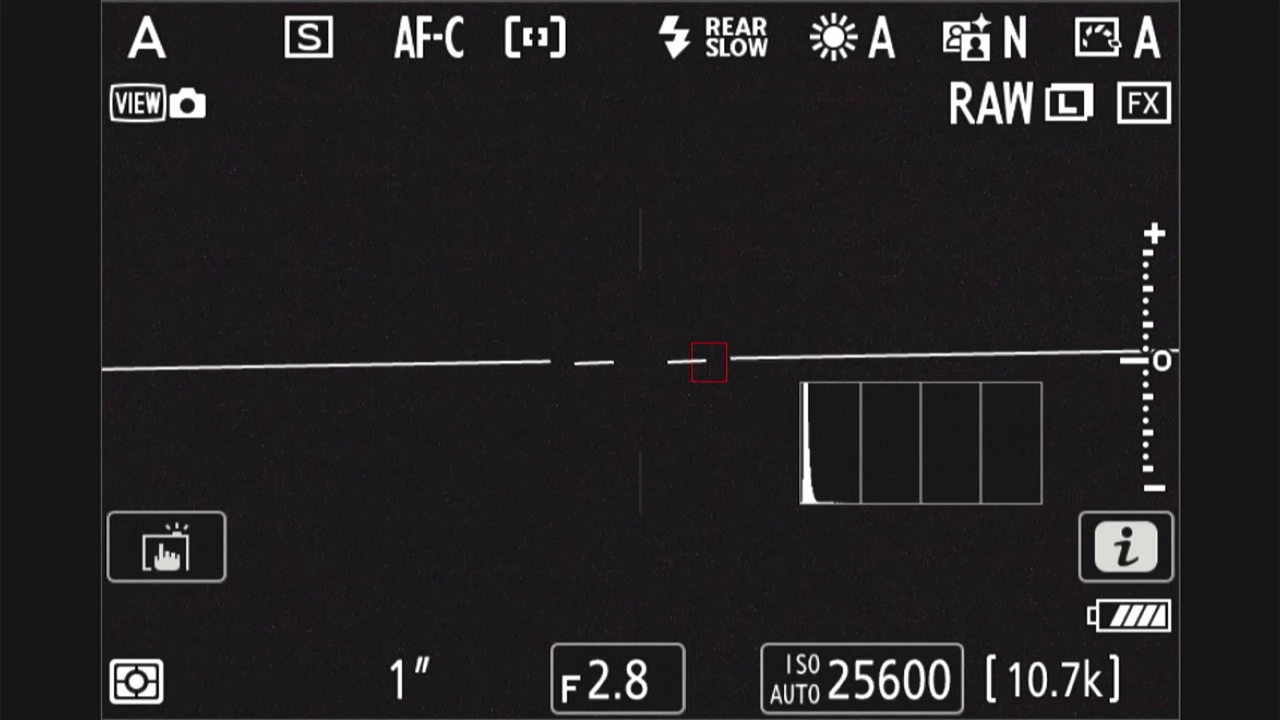 A S AF-C REAR SLOW A N A
VIEW RAW L FX
+
0
−
i
1″ F2.8 ISO AUTO 25600 [10.7k]